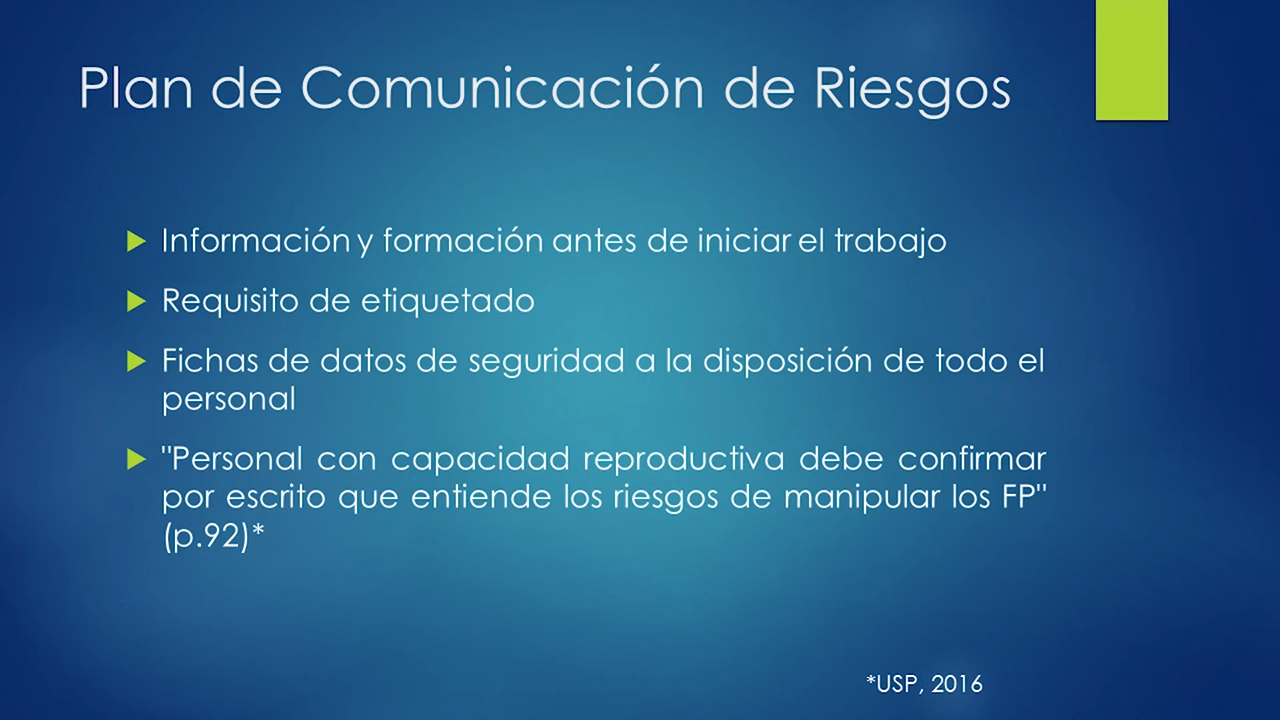 Plan de Comunicación de Riesgos
Información y formación antes de iniciar el trabajo
Requisito de etiquetado
Fichas de datos de seguridad a la disposición de todo el
personal
"Personal con capacidad reproductiva debe confirmar
por escrito que entiende los riesgos de manipular los FP"
(p.92)*
*USP, 2016